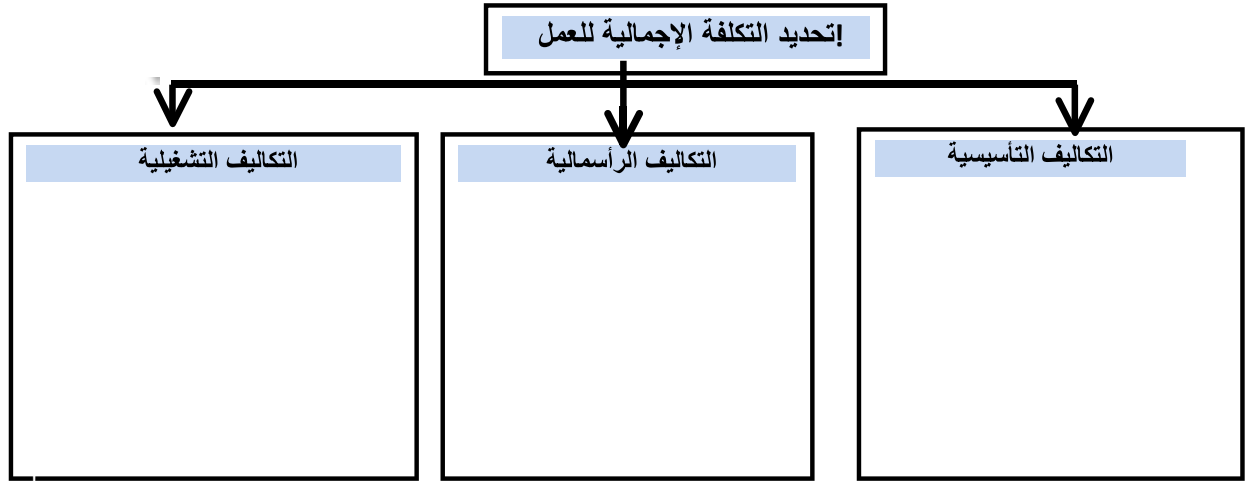 تحديد التكلفة الإجمالية للعمل!
التكاليف التأسيسية
التكاليف الرأسمالية
التكاليف التشغيلية